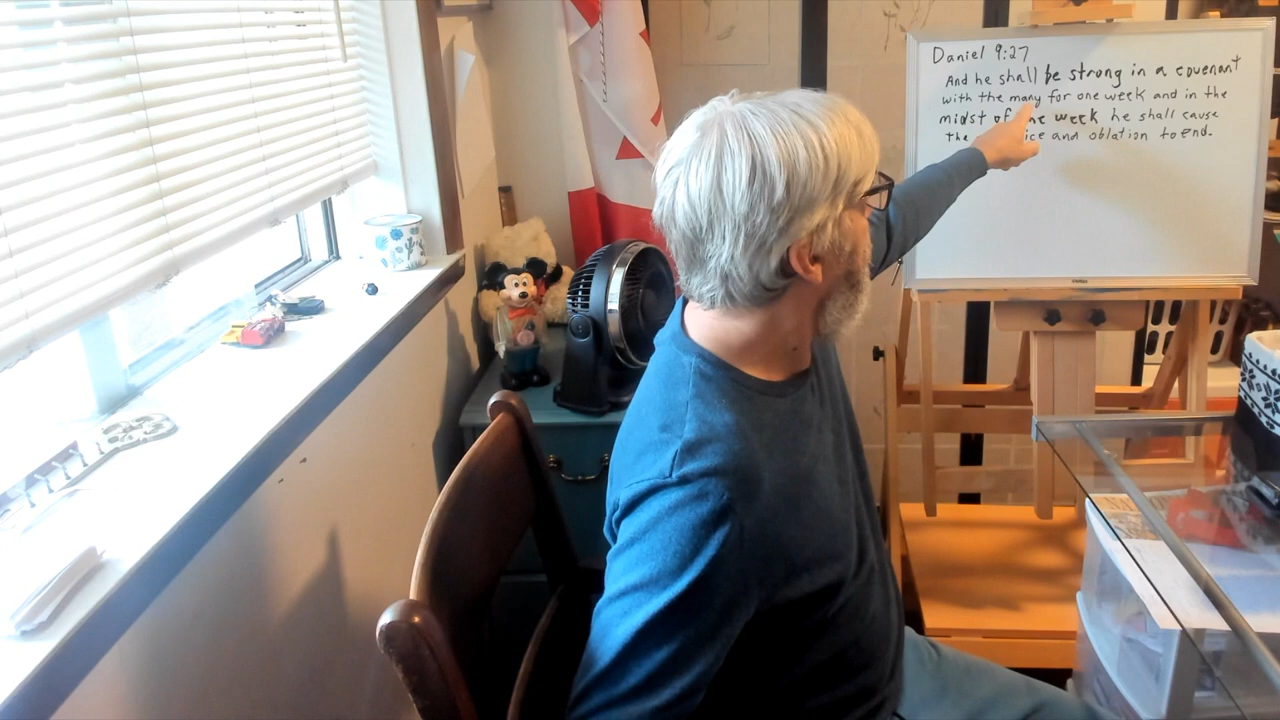 Daniel 9:27
And he shall be strong in a covenant
with the many for one week and in the
midst of week he shall cause
the and oblation to end.